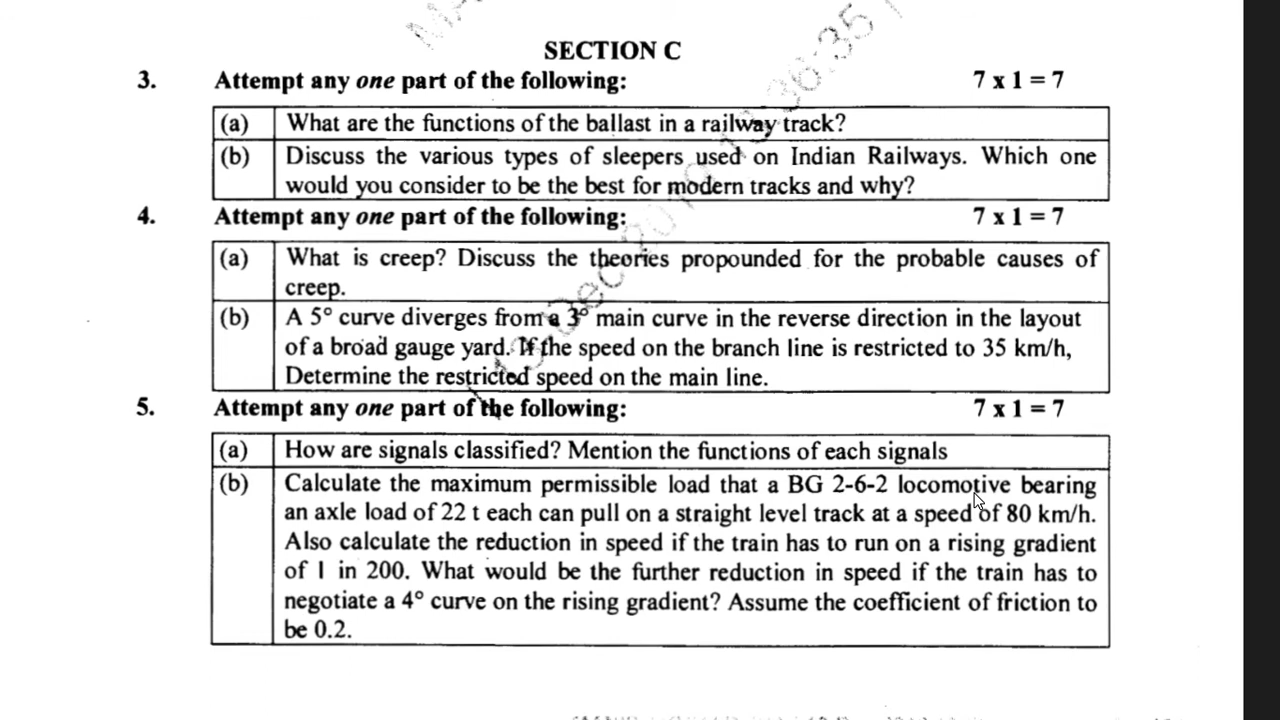 SECTION C
3. Attempt any one part of the following: 7 x 1 = 7
(a) What are the functions of the ballast in a railway track?
(b) Discuss the various types of sleepers used on Indian Railways. Which one
would you consider to be the best for modern tracks and why?
4. Attempt any one part of the following: 7 x 1 = 7
(a) What is creep? Discuss the theories propounded for the probable causes of
creep.
(b) A 5° curve diverges from a 3° main curve in the reverse direction in the layout
of a broad gauge yard. If the speed on the branch line is restricted to 35 km/h,
Determine the restricted speed on the main line.
5. Attempt any one part of the following: 7 x 1 = 7
(a) How are signals classified? Mention the functions of each signals
(b) Calculate the maximum permissible load that a BG 2-6-2 locomotive bearing
an axle load of 22 t each can pull on a straight level track at a speed of 80 km/h.
Also calculate the reduction in speed if the train has to run on a rising gradient
of 1 in 200. What would be the further reduction in speed if the train has to
negotiate a 4° curve on the rising gradient? Assume the coefficient of friction to
be 0.2.